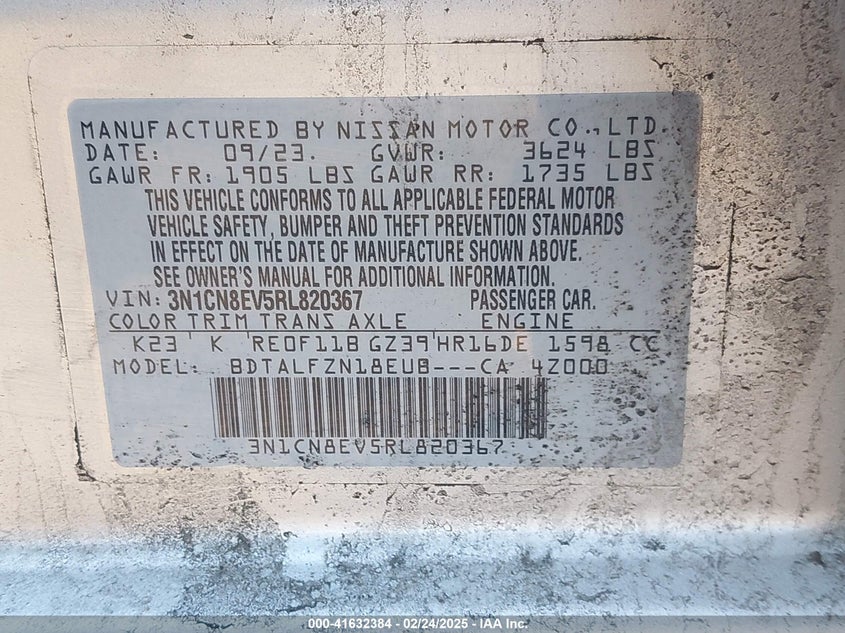 MANUFACTURED BY NISSAN MOTOR CO., LTD.
DATE: 09/23. GVWR: 3624 LBS
GAWR FR: 1905 LBS GAWR RR: 1735 LBS
THIS VEHICLE CONFORMS TO ALL APPLICABLE FEDERAL MOTOR
VEHICLE SAFETY, BUMPER AND THEFT PREVENTION STANDARDS
IN EFFECT ON THE DATE OF MANUFACTURE SHOWN ABOVE.
SEE OWNER'S MANUAL FOR ADDITIONAL INFORMATION.
VIN: 3N1CN8EV5RL820367 PASSENGER CAR.
COLOR TRIM TRANS AXLE ENGINE
K23 K RE0F11B GZ39 HR16DE 1598 CC
MODEL: BDTALFZN18EUB---CA 4Z000
3N1CN8EV5RL820367
000-41632384 - 02/24/2025 - IAA Inc.